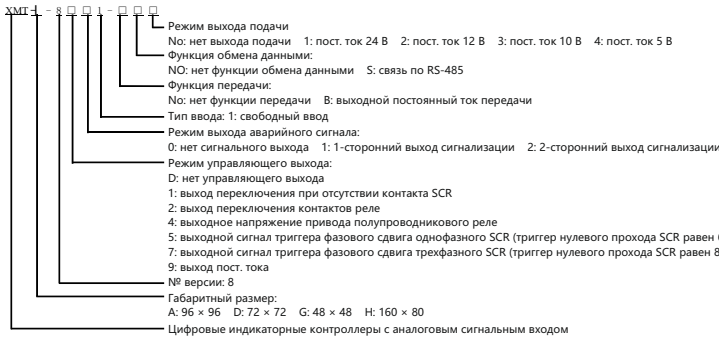 XMT□-8□□1-□□□
Режим выхода подачи
No: нет выхода подачи 1: пост. ток 24 В 2: пост. ток 12 В 3: пост. ток 10 В 4: пост. ток 5 В
Функция обмена данными:
NO: нет функции обмена данными S: связь по RS-485
Функция передачи:
No: нет функции передачи B: выходной постоянный ток передачи
Тип ввода: 1: свободный ввод
Режим выхода аварийного сигнала:
0: нет сигнального выхода 1: 1-сторонний выход сигнализации 2: 2-сторонний выход сигнализации
Режим управляющего выхода:
D: нет управляющего выхода
1: выход переключения при отсутствии контакта SCR
2: выход переключения контактов реле
4: выходное напряжение привода полупроводникового реле
5: выходной сигнал триггера фазового сдвига однофазного SCR (триггер нулевого прохода SCR равен
7: выходной сигнал триггера фазового сдвига трехфазного SCR (триггер нулевого прохода SCR равен 8
9: выход пост. тока
№ версии: 8
Габаритный размер:
A: 96 × 96 D: 72 × 72 G: 48 × 48 H: 160 × 80
Цифровые индикаторные контроллеры с аналоговым сигнальным входом